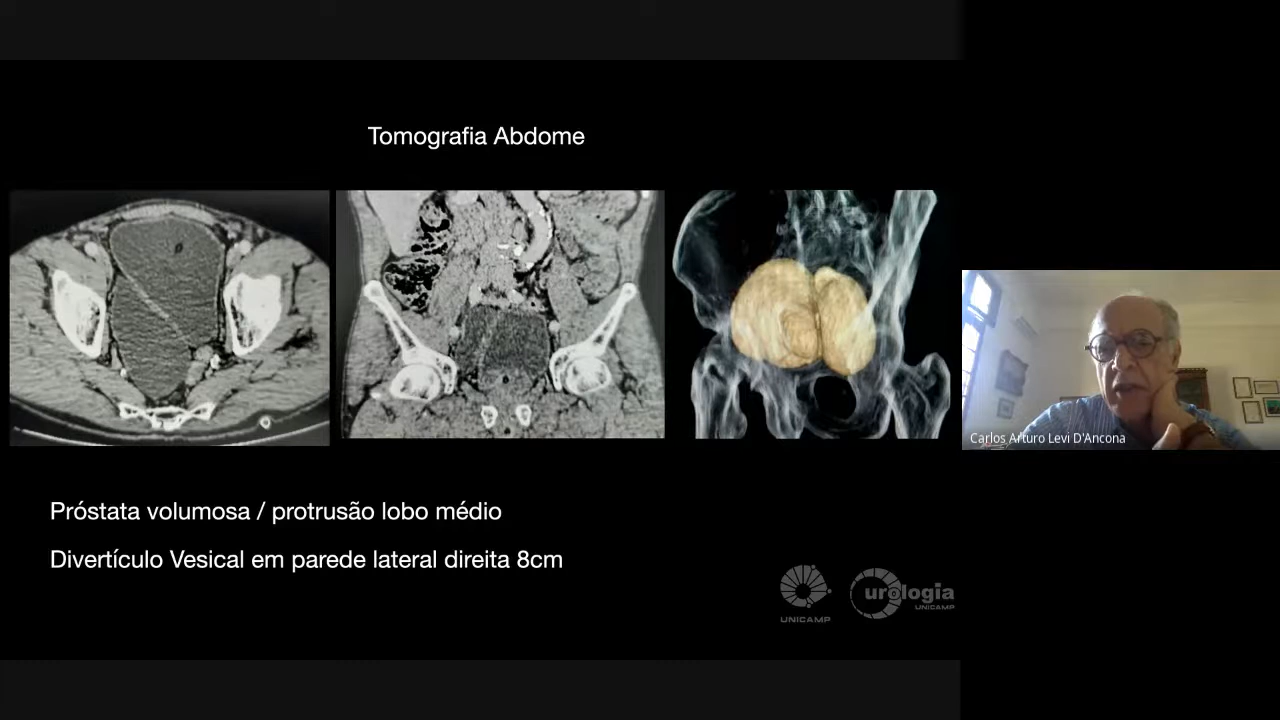 Tomografia Abdome
Carlos Arturo Levi D'Ancona
Próstata volumosa / protrusão lobo médio
Divertículo Vesical em parede lateral direita 8cm
UNICAMP
urologia
UNICAMP